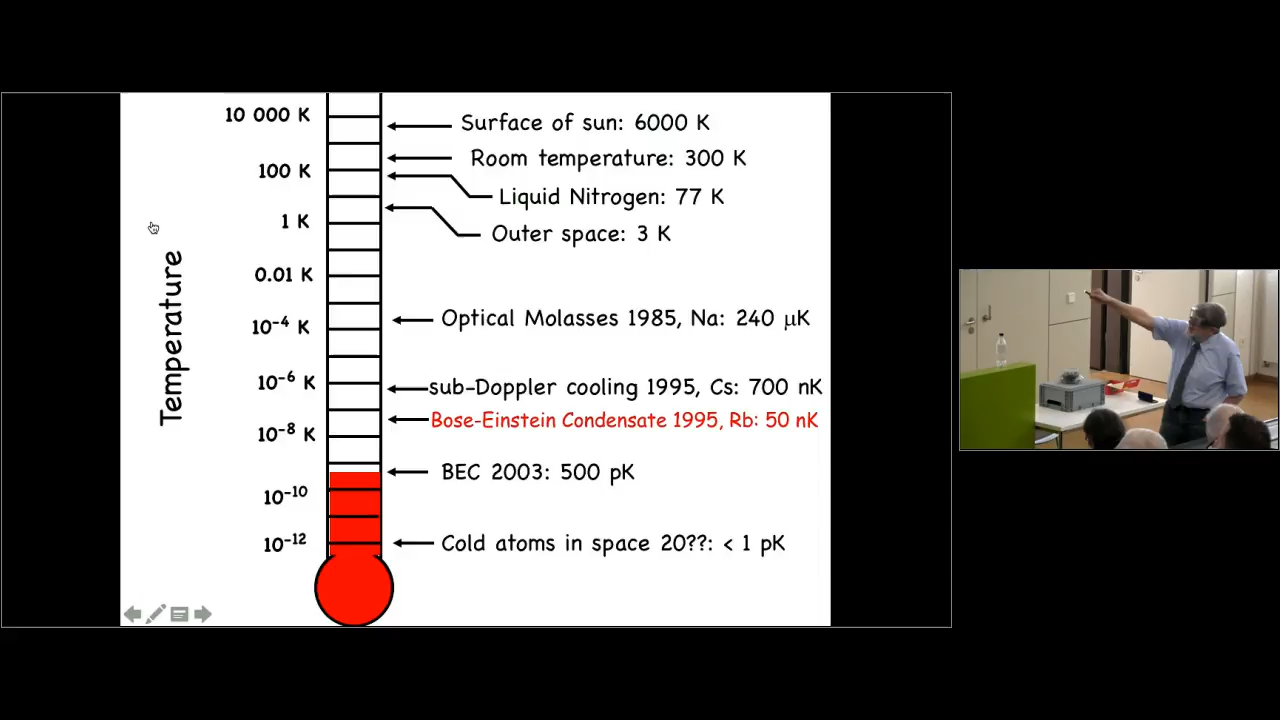 10 000 K
Surface of sun: 6000 K
Room temperature: 300 K
100 K
Liquid Nitrogen: 77 K
1 K
Outer space: 3 K
0.01 K
Temperature
Optical Molasses 1985, Na: 240 μK
10⁻⁴ K
10⁻⁶ K
sub-Doppler cooling 1995, Cs: 700 nK
Bose-Einstein Condensate 1995, Rb: 50 nK
10⁻⁸ K
BEC 2003: 500 pK
10⁻¹⁰
10⁻¹²
Cold atoms in space 20??: < 1 pK